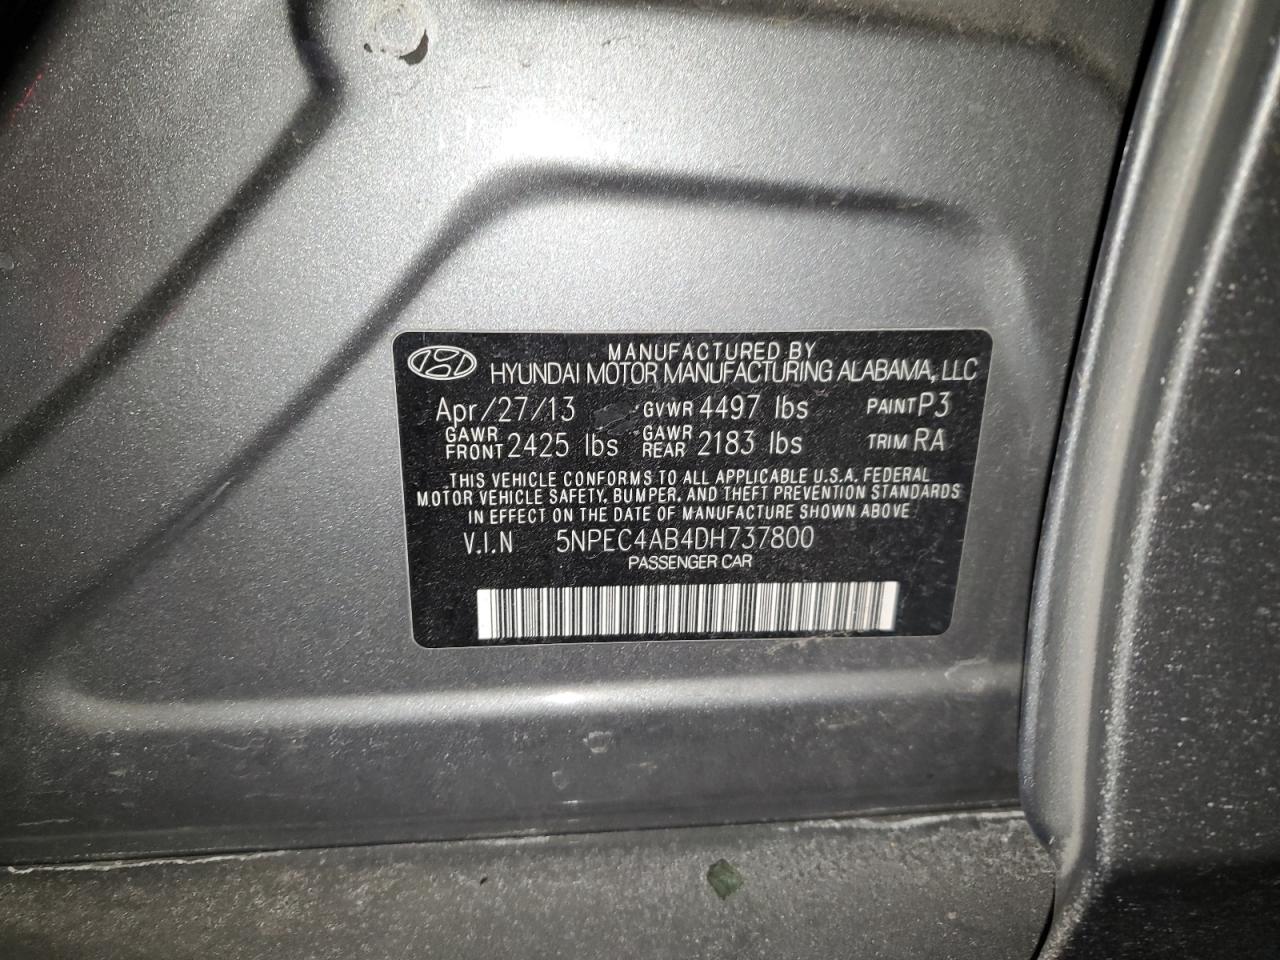 MANUFACTURED BY
HYUNDAI MOTOR MANUFACTURING ALABAMA, LLC
Apr/27/13 GVWR 4497 lbs PAINT P3
GAWR FRONT 2425 lbs GAWR REAR 2183 lbs TRIM RA
THIS VEHICLE CONFORMS TO ALL APPLICABLE U.S.A. FEDERAL
MOTOR VEHICLE SAFETY, BUMPER, AND THEFT PREVENTION STANDARDS
IN EFFECT ON THE DATE OF MANUFACTURE SHOWN ABOVE
V.I.N 5NPEC4AB4DH737800
PASSENGER CAR